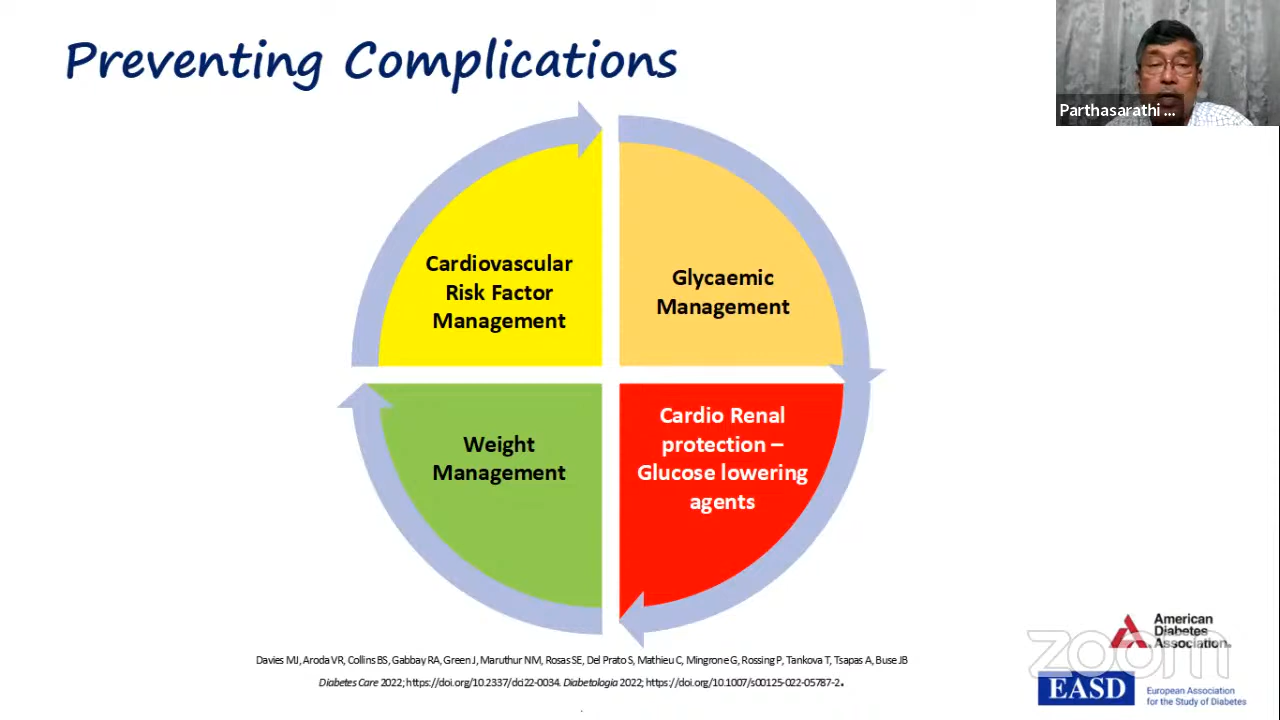 Preventing Complications
Parthasarathi ...
Cardiovascular
Risk Factor
Management
Glycaemic
Management
Weight
Management
Cardio Renal
protection –
Glucose lowering
agents
Davies MJ, Aroda VR, Collins BS, Gabbay RA, Green J, Maruthur NM, Rosas SE, Del Prato S, Mathieu C, Mingrone G, Rossing P, Tankova T, Tsapas A, Buse JB
Diabetes Care 2022; https://doi.org/10.2337/dci22-0034. Diabetologia 2022; https://doi.org/10.1007/s00125-022-05787-2.
American
Diabetes
Association.
zoom
EASD
European Association
for the Study of Diabetes